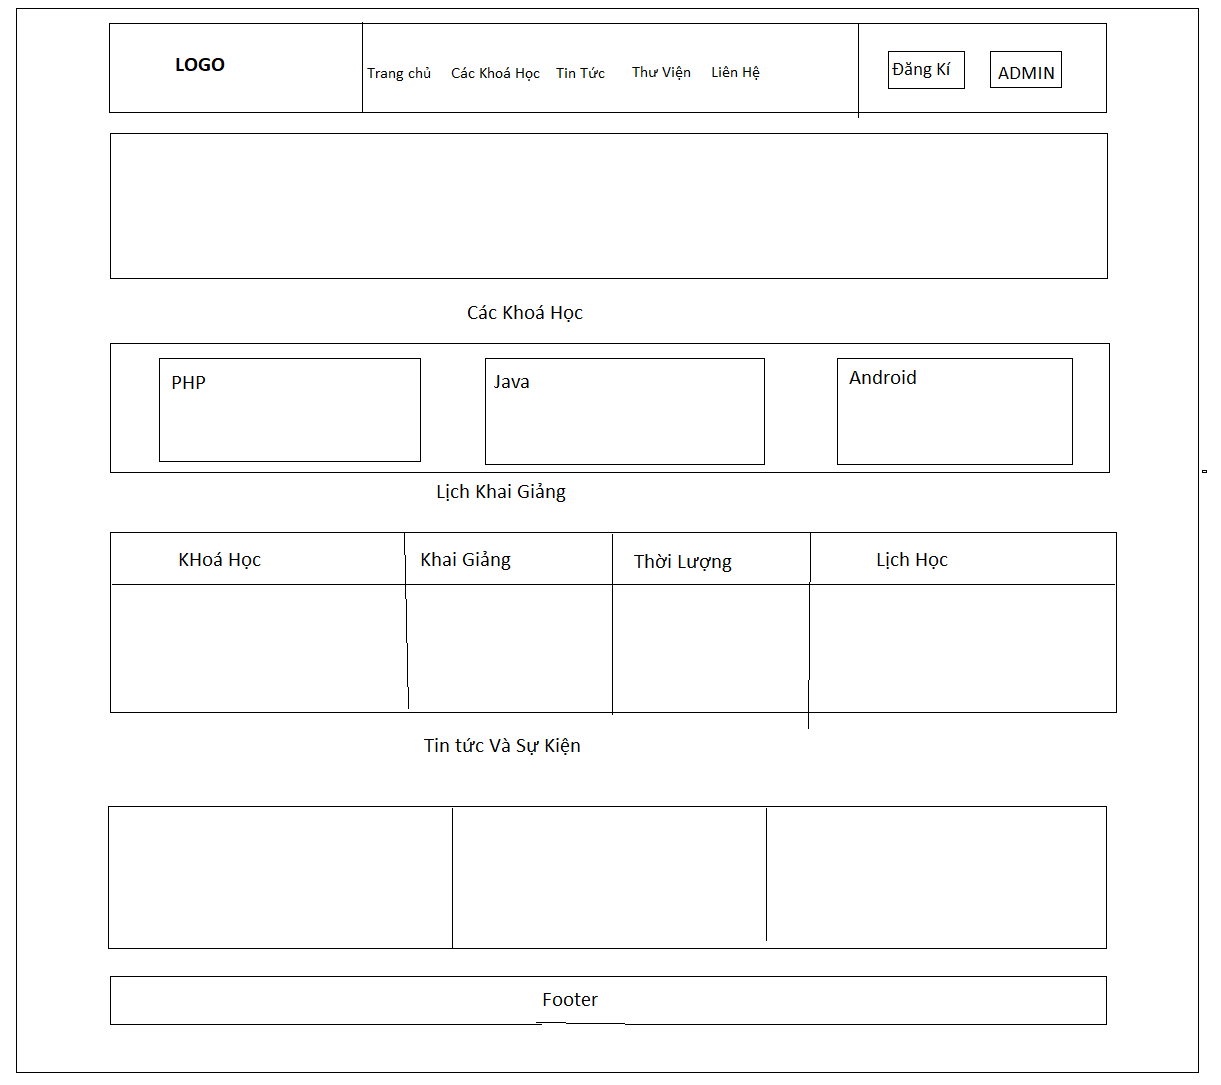 LOGO
Trang chủ Các Khoá Học Tin Tức Thư Viện Liên Hệ
Đăng Kí ADMIN
Các Khoá Học
PHP Java Android
Lịch Khai Giảng
KHoá Học Khai Giảng Thời Lượng Lịch Học
Tin tức Và Sự Kiện
Footer